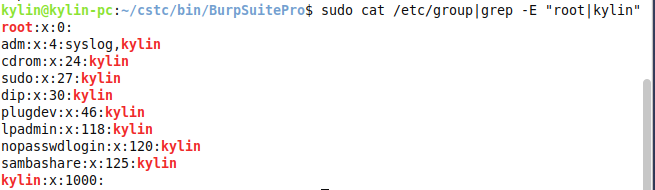 kylin@kylin-pc:~/cstc/bin/BurpSuitePro$ sudo cat /etc/group|grep -E "root|kylin"
root:x:0:
adm:x:4:syslog,kylin
cdrom:x:24:kylin
sudo:x:27:kylin
dip:x:30:kylin
plugdev:x:46:kylin
lpadmin:x:118:kylin
nopasswdlogin:x:120:kylin
sambashare:x:125:kylin
kylin:x:1000: